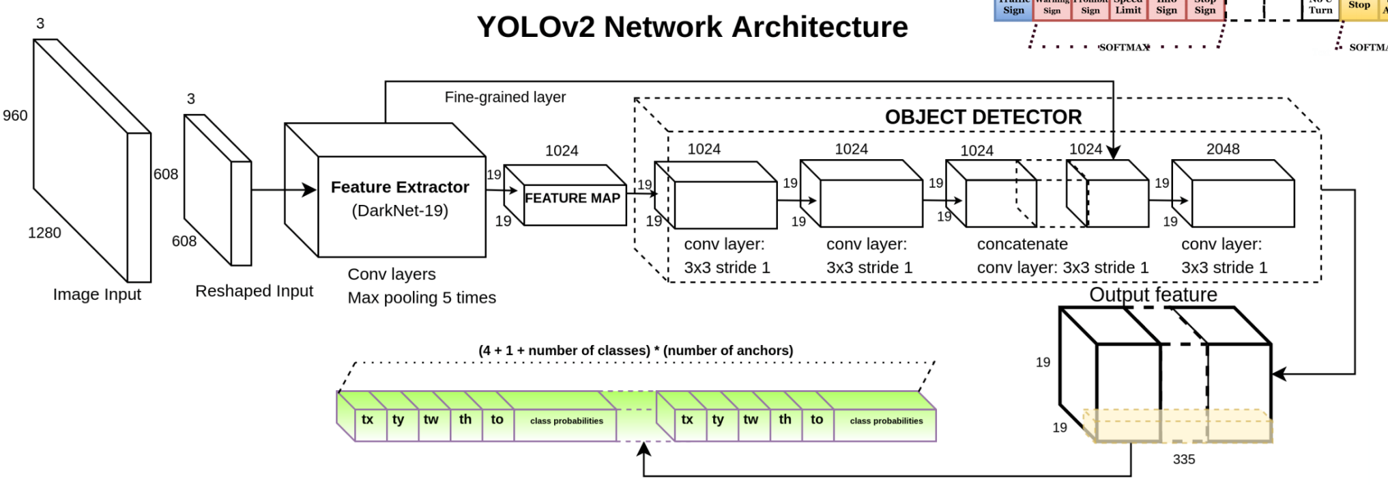 Traffic
Sign
Warning
Sign
Prohibit
Sign
Speed
Limit
Info
Sign
Stop
Sign
No U
Turn
Stop
SOFTMAX
YOLOv2 Network Architecture
3
960
1280
Image Input
3
608
608
Reshaped Input
Fine-grained layer
Feature Extractor
(DarkNet-19)
Conv layers
Max pooling 5 times
1024
19
FEATURE MAP
19
OBJECT DETECTOR
1024
19
19
conv layer:
3x3 stride 1
1024
19
19
conv layer:
3x3 stride 1
1024
1024
19
19
concatenate
conv layer: 3x3 stride 1
2048
19
19
conv layer:
3x3 stride 1
Output feature
19
19
335
(4 + 1 + number of classes) * (number of anchors)
tx ty tw th to class probabilities tx ty tw th to class probabilities